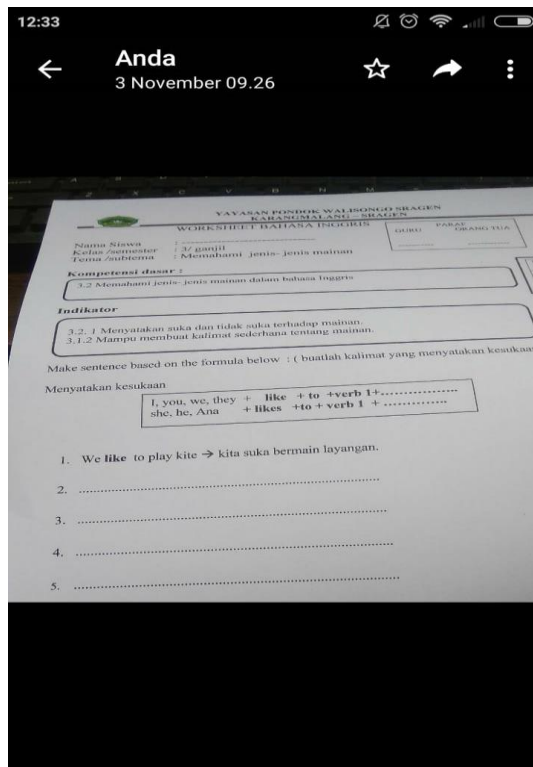 12:33
Anda
3 November 09.26
YAYASAN PONDOK WALISONGO SRAGEN
KARANGMALANG – SRAGEN
WORKSHEET BAHASA INGGRIS
GURU PARAF ORANG TUA
Nama Siswa :
Kelas /semester : 3/ ganjil
Tema /subtema : Memahami jenis- jenis mainan
Kompetensi dasar :
3.2 Memahami jenis- jenis mainan dalam bahasa Inggris
Indikator
3.2. 1 Menyatakan suka dan tidak suka terhadap mainan.
3.1.2 Mampu membuat kalimat sederhana tentang mainan.
Make sentence based on the formula below : ( buatlah kalimat yang menyatakan kesukaa
Menyatakan kesukaan
I, you, we, they + like + to +verb 1+..................
she, he, Ana + likes +to + verb 1 + ...............
1. We like to play kite → kita suka bermain layangan.
2. ..........................................................................
3. ..........................................................................
4. ..........................................................................
5. ..........................................................................